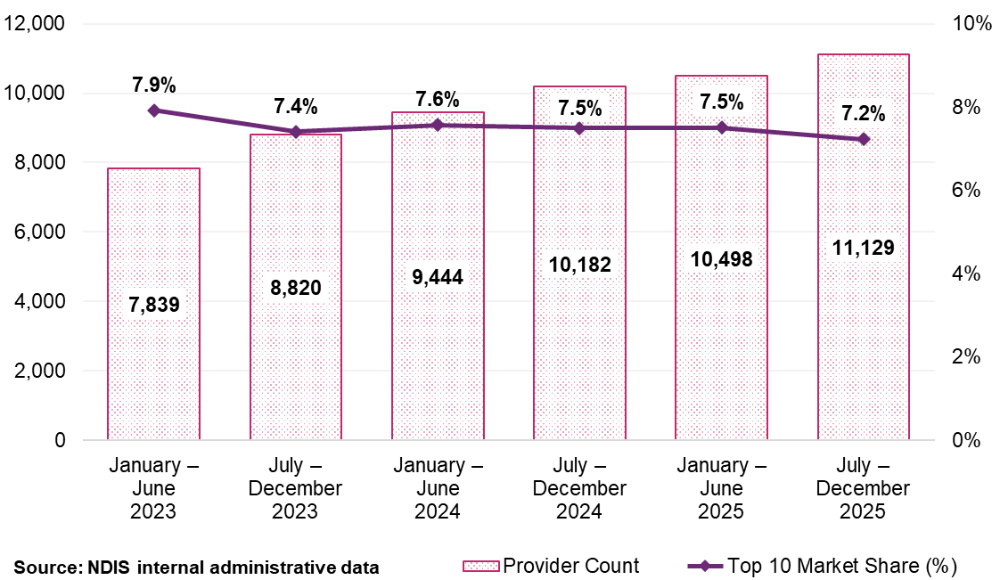 12,000
10,000
8,000
6,000
4,000
2,000
0
10%
8%
6%
4%
2%
0%
7.9%
7.4%
7.6%
7.5%
7.5%
7.2%
7,839
8,820
9,444
10,182
10,498
11,129
January –
June
2023
July –
December
2023
January –
June
2024
July –
December
2024
January –
June
2025
July –
December
2025
Source: NDIS internal administrative data
Provider Count
Top 10 Market Share (%)